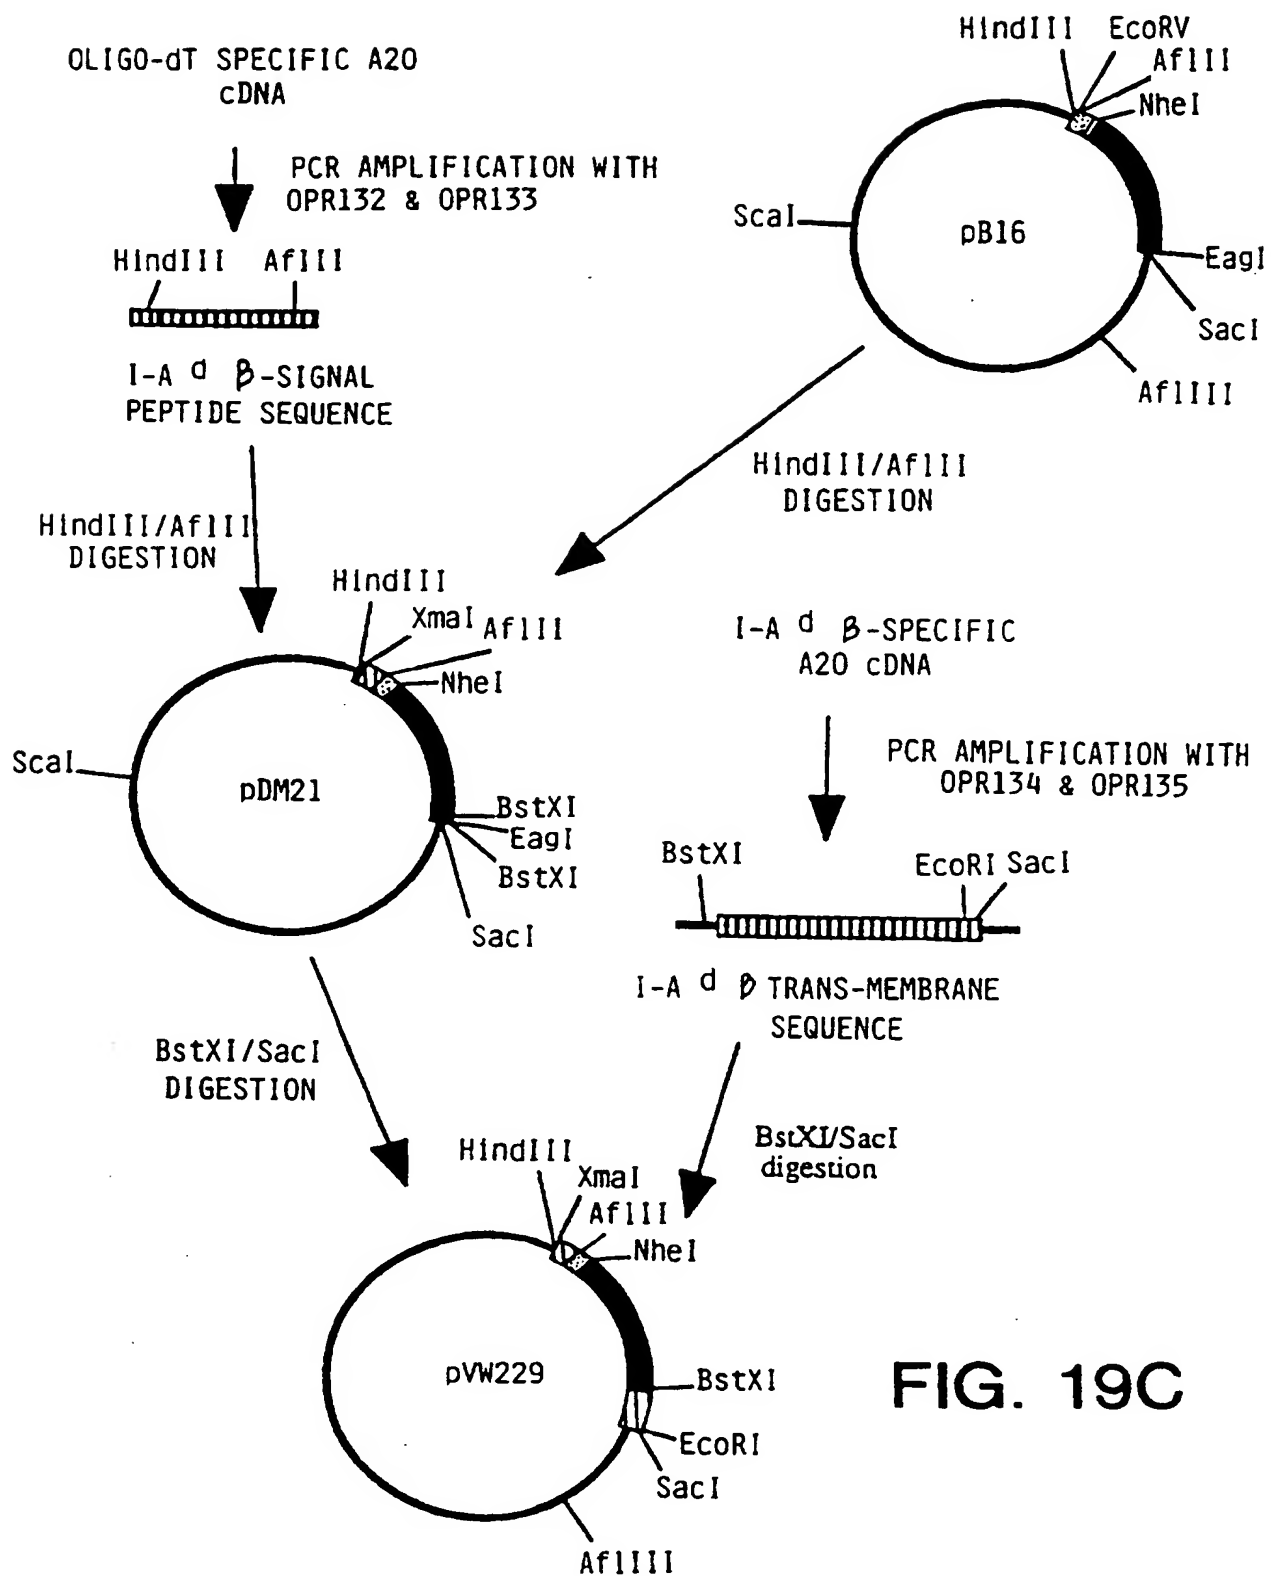 OLIGO-dT SPECIFIC A20
cDNA
PCR AMPLIFICATION WITH
OPR132 & OPR133
HindIII AflII
I-A d β-SIGNAL
PEPTIDE SEQUENCE
HindIII/AflII
DIGESTION
HindIII EcoRV
AflII
NheI
ScaI
pB16
EagI
SacI
AflIII
HindIII/AflII
DIGESTION
HindIII
XmaI AflII
NheI
ScaI
pDM21
BstXI
EagI
BstXI
SacI
I-A d β-SPECIFIC
A20 cDNA
PCR AMPLIFICATION WITH
OPR134 & OPR135
BstXI
EcoRI SacI
I-A d β TRANS-MEMBRANE
SEQUENCE
BstXI/SacI
DIGESTION
BstXI/SacI
digestion
HindIII
XmaI
AflII
NheI
pVW229
BstXI
EcoRI
SacI
AflIII
FIG. 19C